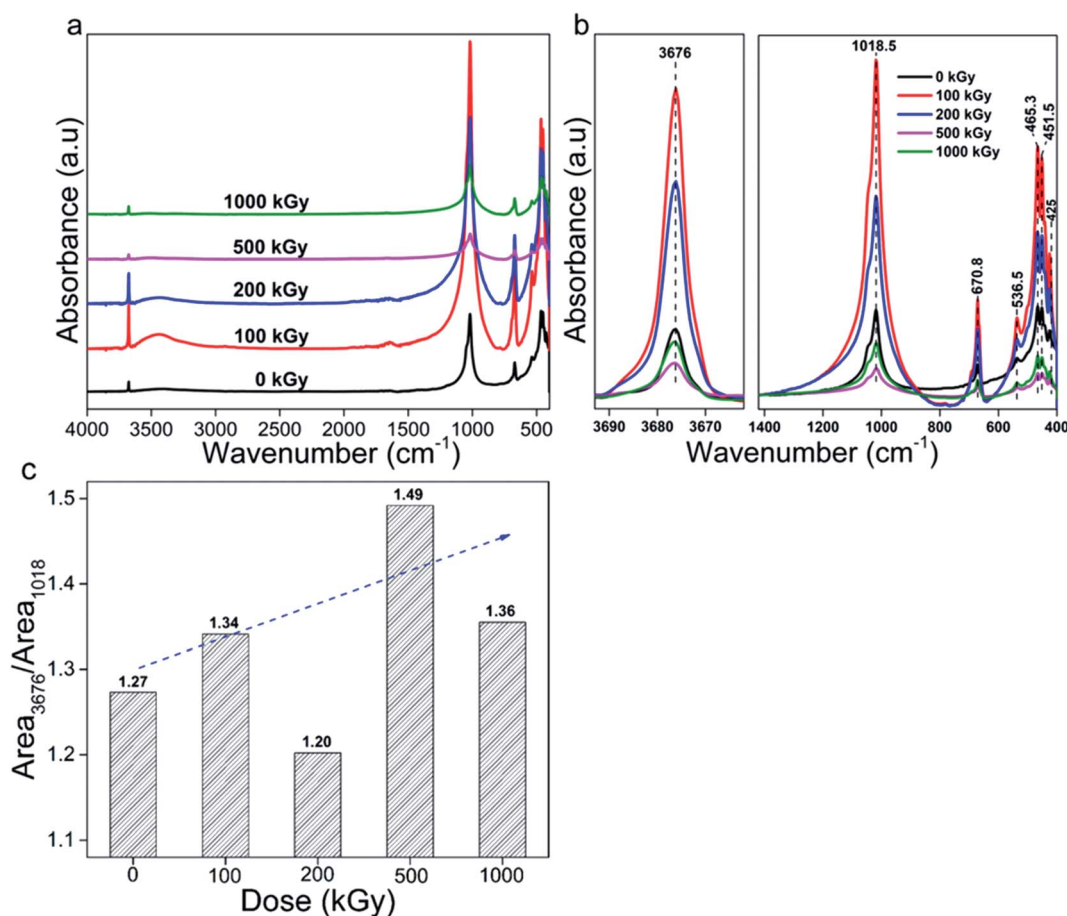 a
Absorbance (a.u)
1000 kGy
500 kGy
200 kGy
100 kGy
0 kGy
4000 3500 3000 2500 2000 1500 1000 500
Wavenumber (cm⁻¹)
b
Absorbance (a.u)
3676
1018.5
0 kGy
100 kGy
200 kGy
500 kGy
1000 kGy
670.8
536.5
465.3
451.5
425
3690 3680 3670
1400 1200 1000 800 600 400
Wavenumber (cm⁻¹)
c
Area₃₆₇₆/Area₁₀₁₈
1.5
1.4
1.3
1.2
1.1
1.27
1.34
1.20
1.49
1.36
0 100 200 500 1000
Dose (kGy)